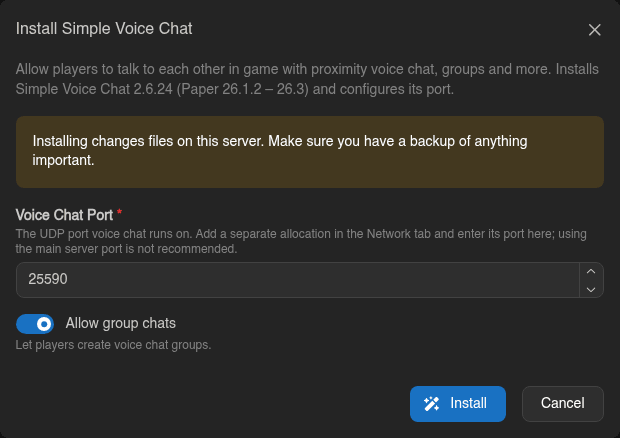 Install Simple Voice Chat
Allow players to talk to each other in game with proximity voice chat, groups and more. Installs
Simple Voice Chat 2.6.24 (Paper 26.1.2 – 26.3) and configures its port.
Installing changes files on this server. Make sure you have a backup of anything
important.
Voice Chat Port *
The UDP port voice chat runs on. Add a separate allocation in the Network tab and enter its port here; using
the main server port is not recommended.
25590
Allow group chats
Let players create voice chat groups.
Install
Cancel